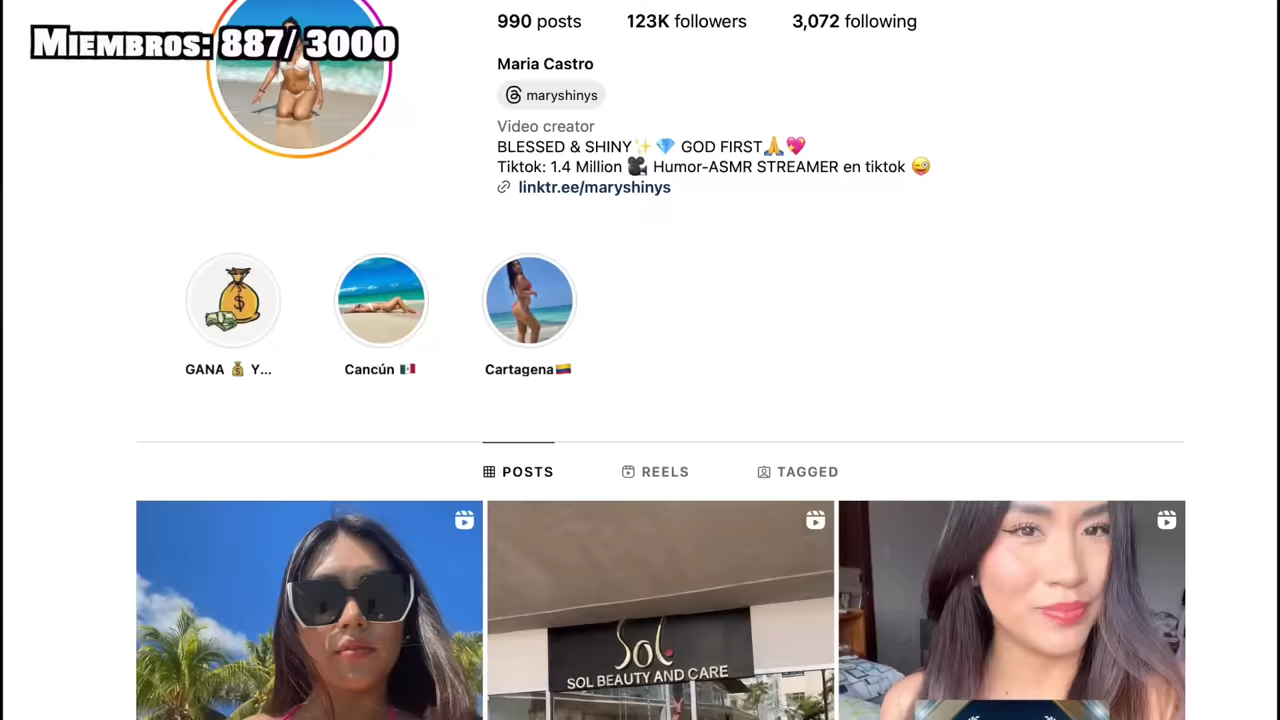 990 posts 123K followers 3,072 following
MIEMBROS: 887/ 3000
Maria Castro
maryshinys
Video creator
BLESSED & SHINY✨ 💎 GOD FIRST🙏💖
Tiktok: 1.4 Million 🎥 Humor-ASMR STREAMER en tiktok 😜
linktr.ee/maryshinys
GANA 💰 Y... Cancún 🇲🇽 Cartagena🇨🇴
POSTS REELS TAGGED
Sol
SOL BEAUTY AND CARE